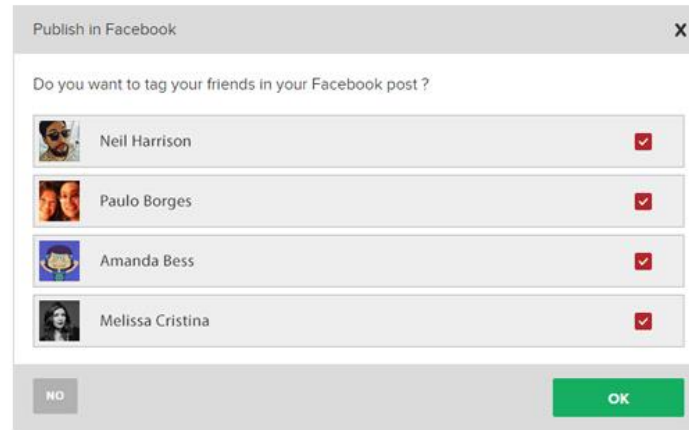 Publish in Facebook X
Do you want to tag your friends in your Facebook post ?
Neil Harrison
Paulo Borges
Amanda Bess
Melissa Cristina
NO OK